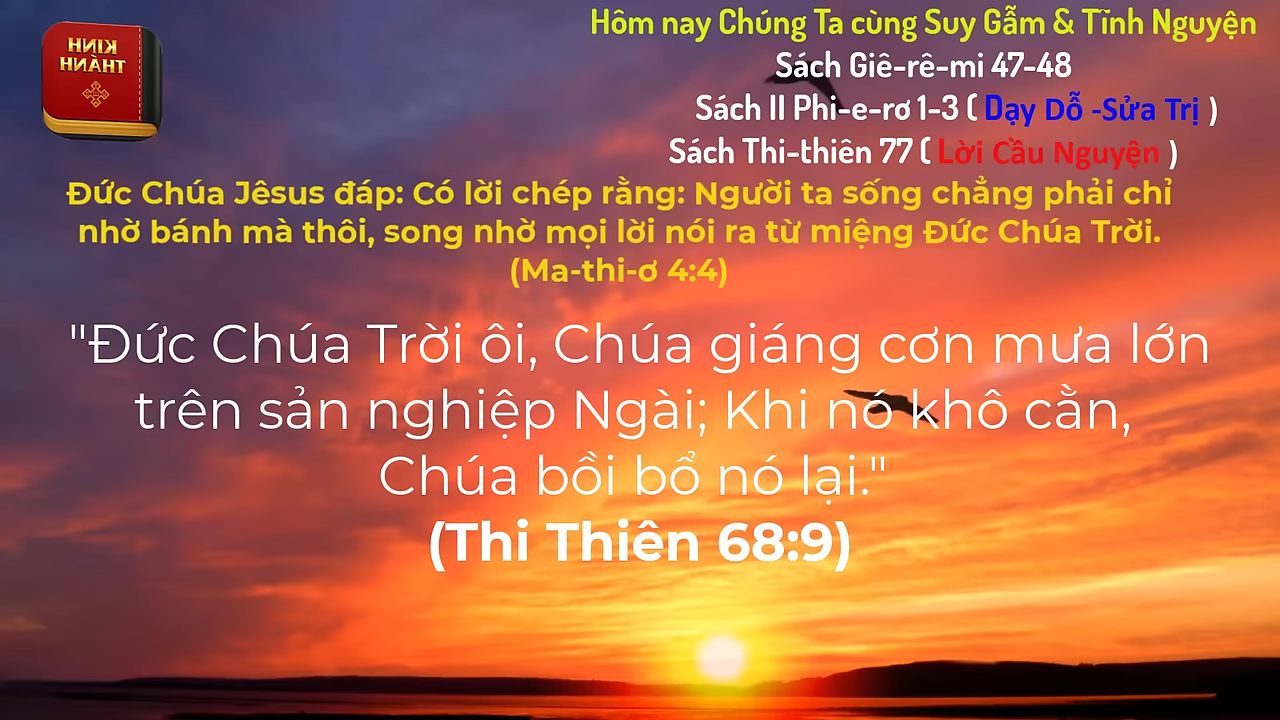 KINH
THÁNH
Hôm nay Chúng Ta cùng Suy Gẫm & Tĩnh Nguyện
Sách Giê-rê-mi 47-48
Sách II Phi-e-rơ 1-3 ( Dạy Dỗ -Sửa Trị )
Sách Thi-thiên 77 ( Lời Cầu Nguyện )
Đức Chúa Jêsus đáp: Có lời chép rằng: Người ta sống chẳng phải chỉ
nhờ bánh mà thôi, song nhờ mọi lời nói ra từ miệng Đức Chúa Trời.
(Ma-thi-ơ 4:4)
"Đức Chúa Trời ôi, Chúa giáng cơn mưa lớn
trên sản nghiệp Ngài; Khi nó khô cằn,
Chúa bồi bổ nó lại."
(Thi Thiên 68:9)